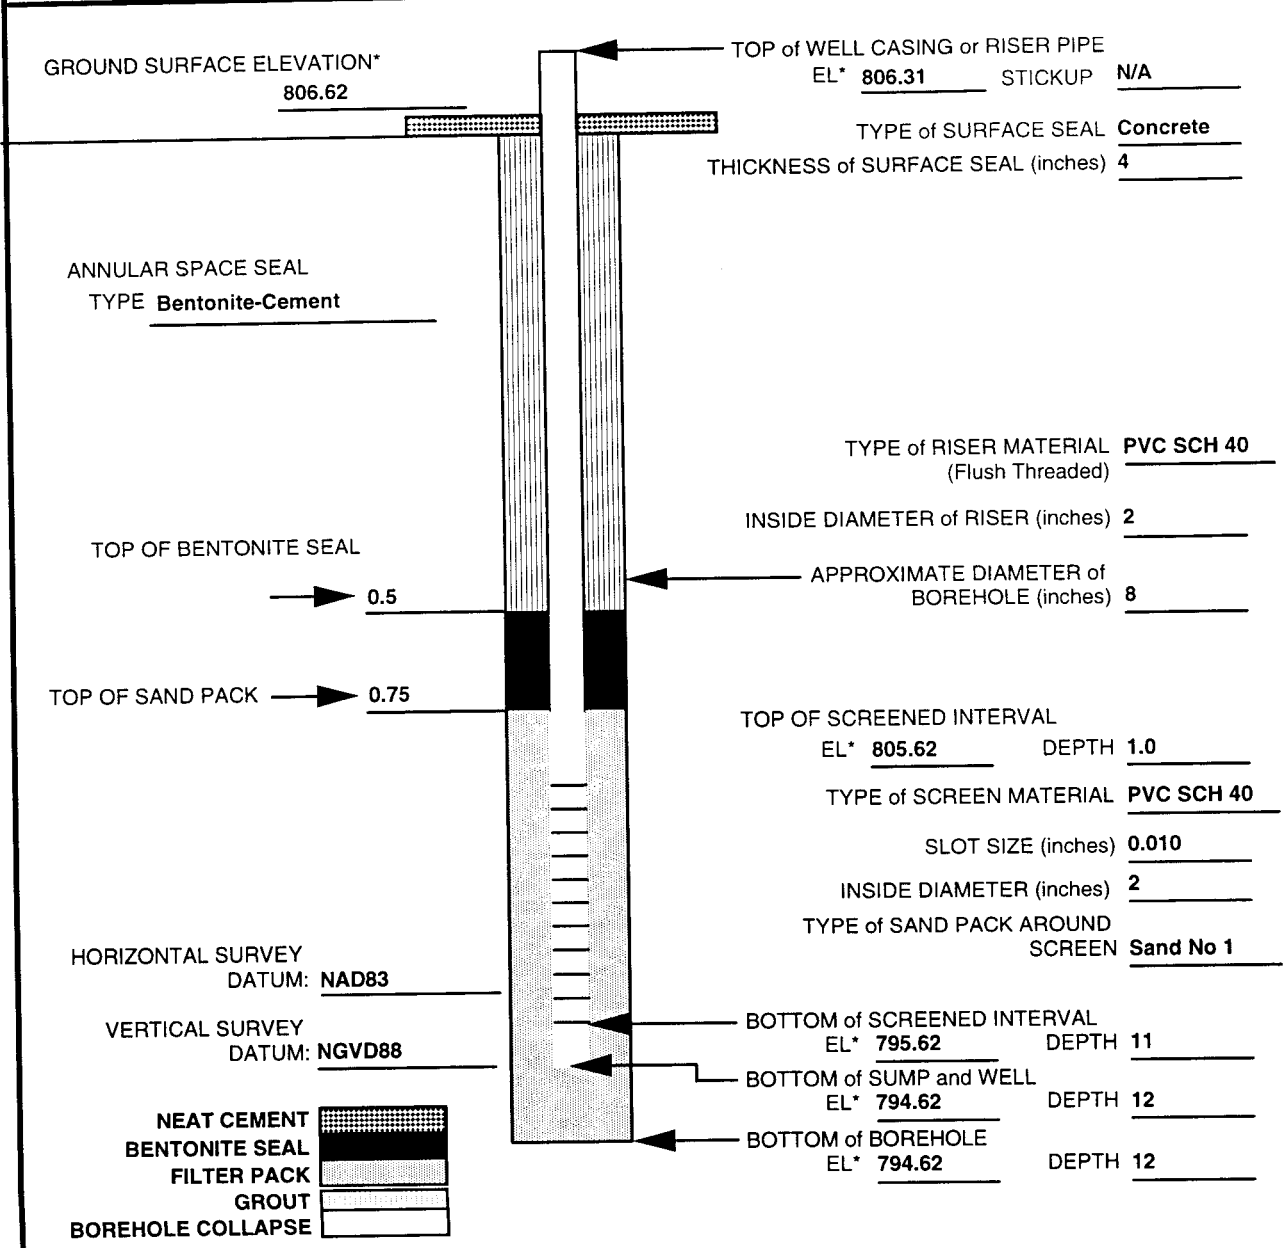 TOP of WELL CASING or RISER PIPE
GROUND SURFACE ELEVATION*
EL* 806.31 STICKUP N/A
806.62
TYPE of SURFACE SEAL Concrete
THICKNESS of SURFACE SEAL (inches) 4
ANNULAR SPACE SEAL
TYPE Bentonite-Cement
TYPE of RISER MATERIAL PVC SCH 40
(Flush Threaded)
INSIDE DIAMETER of RISER (inches) 2
TOP OF BENTONITE SEAL
0.5
APPROXIMATE DIAMETER of
BOREHOLE (inches) 8
TOP OF SAND PACK 0.75
TOP OF SCREENED INTERVAL
EL* 805.62 DEPTH 1.0
TYPE of SCREEN MATERIAL PVC SCH 40
SLOT SIZE (inches) 0.010
INSIDE DIAMETER (inches) 2
TYPE of SAND PACK AROUND
SCREEN Sand No 1
HORIZONTAL SURVEY
DATUM: NAD83
VERTICAL SURVEY
DATUM: NGVD88
BOTTOM of SCREENED INTERVAL
EL* 795.62 DEPTH 11
BOTTOM of SUMP and WELL
EL* 794.62 DEPTH 12
BOTTOM of BOREHOLE
EL* 794.62 DEPTH 12
NEAT CEMENT
BENTONITE SEAL
FILTER PACK
GROUT
BOREHOLE COLLAPSE